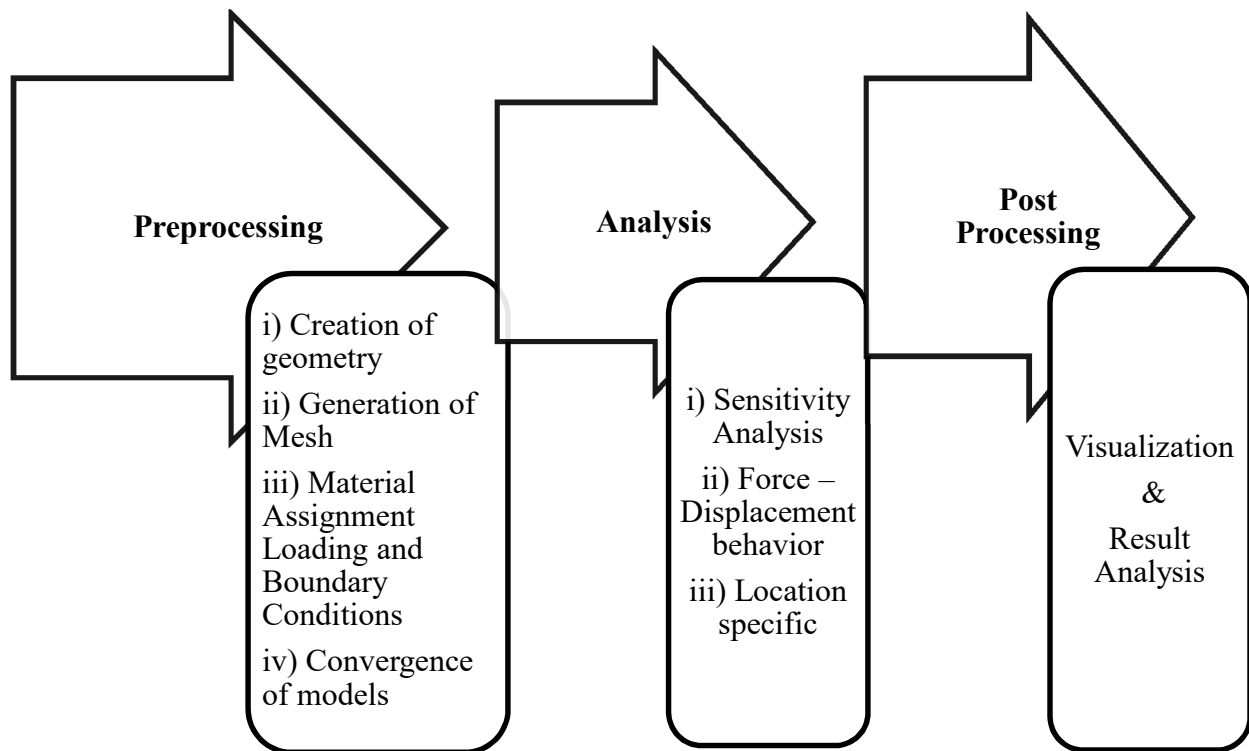 Preprocessing
i) Creation of
geometry
ii) Generation of
Mesh
iii) Material
Assignment
Loading and
Boundary
Conditions
iv) Convergence
of models
Analysis
i) Sensitivity
Analysis
ii) Force –
Displacement
behavior
iii) Location
specific
Post
Processing
Visualization
&
Result
Analysis